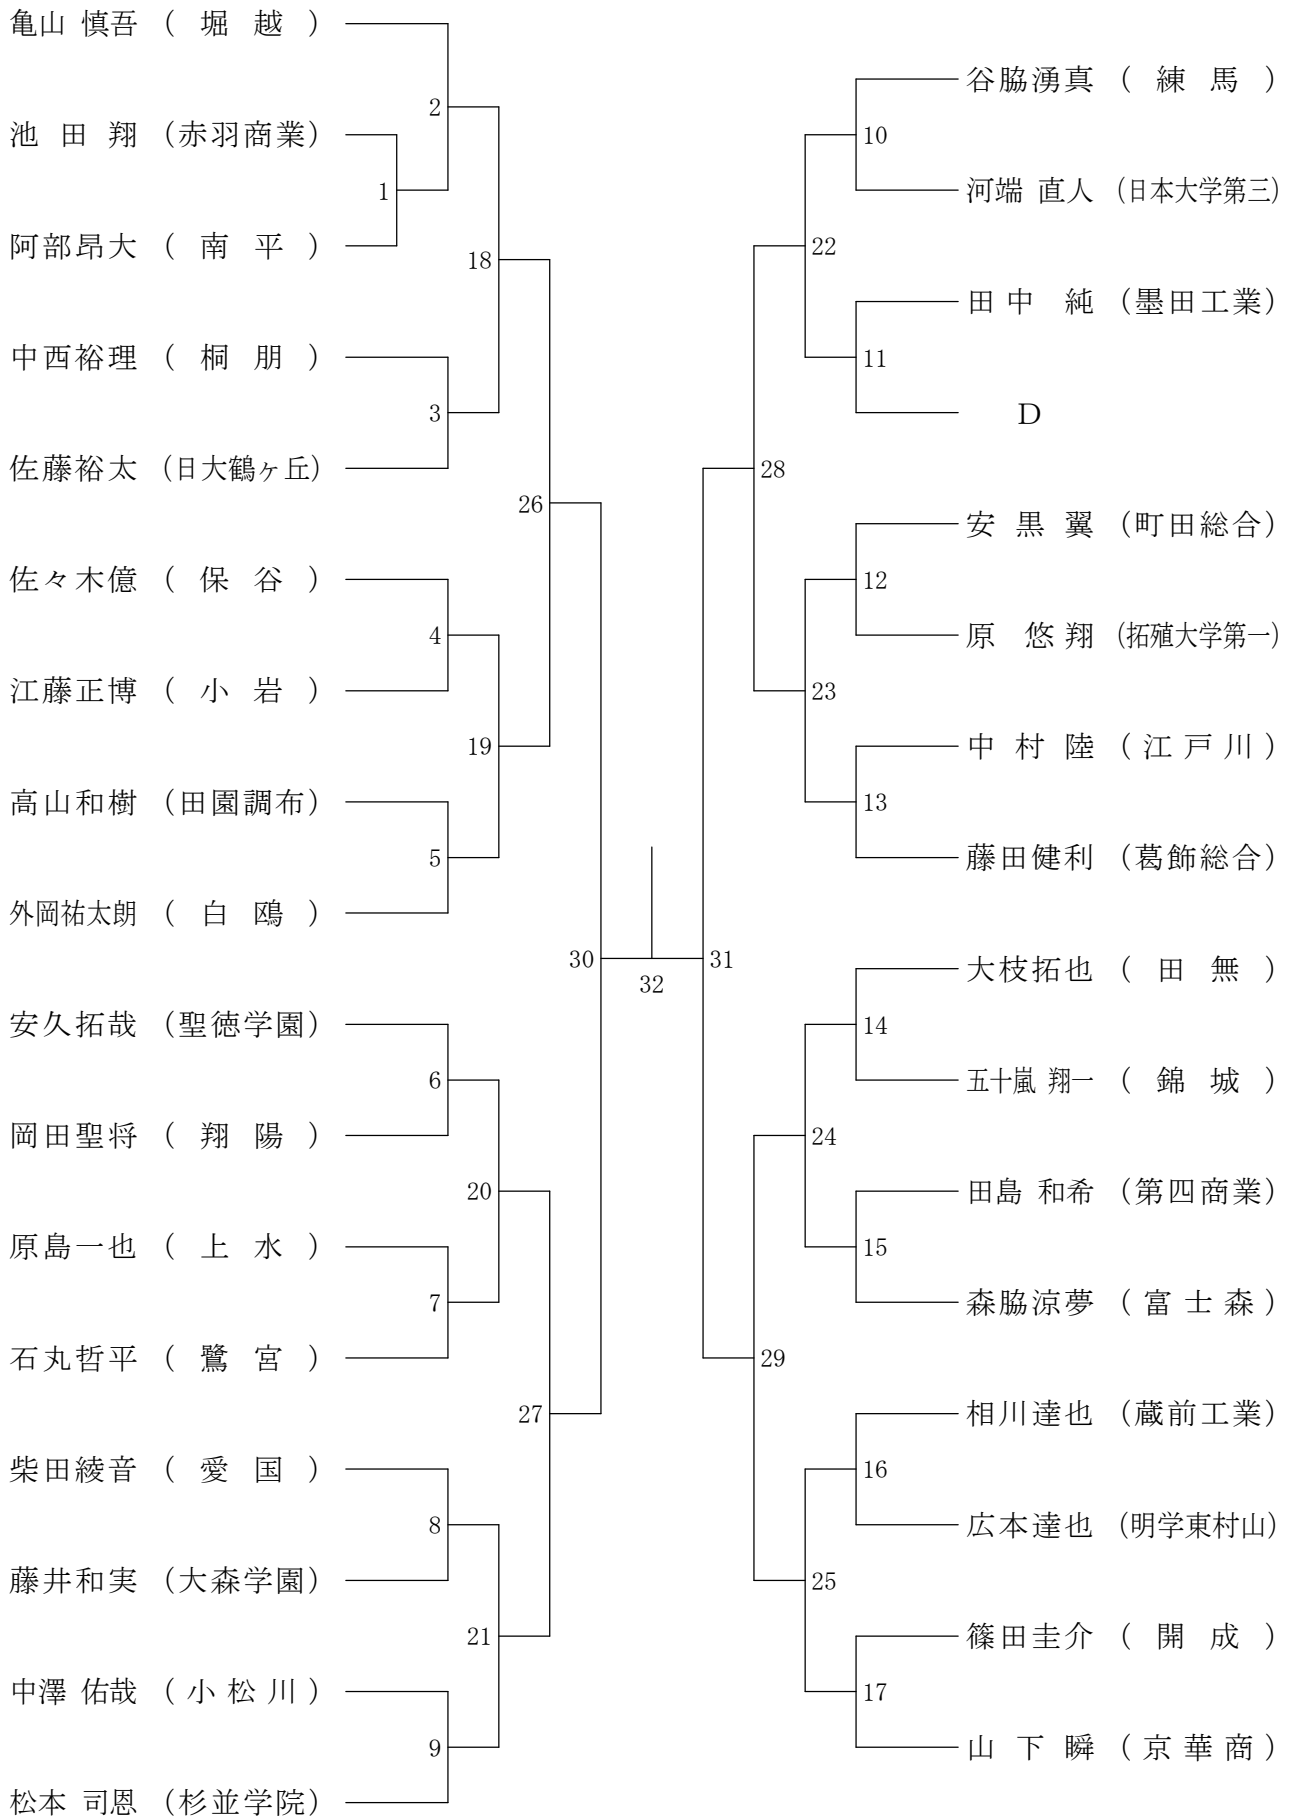 亀山 慎吾 ( 堀 越 )
2
池 田 翔 (赤羽商業)
1
阿部昂大 ( 南 平 )
18
中西裕理 ( 桐 朋 )
3
佐藤裕太 (日大鶴ヶ丘)
26
佐々木億 ( 保 谷 )
4
江藤正博 ( 小 岩 )
19
高山和樹 (田園調布)
5
外岡祐太朗 ( 白 鴎 )
30
安久拓哉 (聖徳学園)
6
岡田聖将 ( 翔 陽 )
20
原島一也 ( 上 水 )
7
石丸哲平 ( 鷺 宮 )
27
柴田綾音 ( 愛 国 )
8
藤井和実 (大森学園)
21
中澤 佑哉 ( 小 松 川 )
9
松本 司恩 (杉並学院)
32
谷脇湧真 ( 練 馬 )
10
河端 直人 (日本大学第三)
22
田 中 純 (墨田工業)
11
D
28
安 黒 翼 (町田総合)
12
原 悠 翔 (拓殖大学第一)
23
中 村 陸 ( 江 戸 川 )
13
藤田健利 (葛飾総合)
31
大枝拓也 ( 田 無 )
14
五十嵐 翔一 ( 錦 城 )
24
田島 和希 (第四商業)
15
森脇涼夢 ( 富 士 森 )
29
相川達也 (蔵前工業)
16
広本達也 (明学東村山)
25
篠田圭介 ( 開 成 )
17
山 下 瞬 ( 京 華 商 )